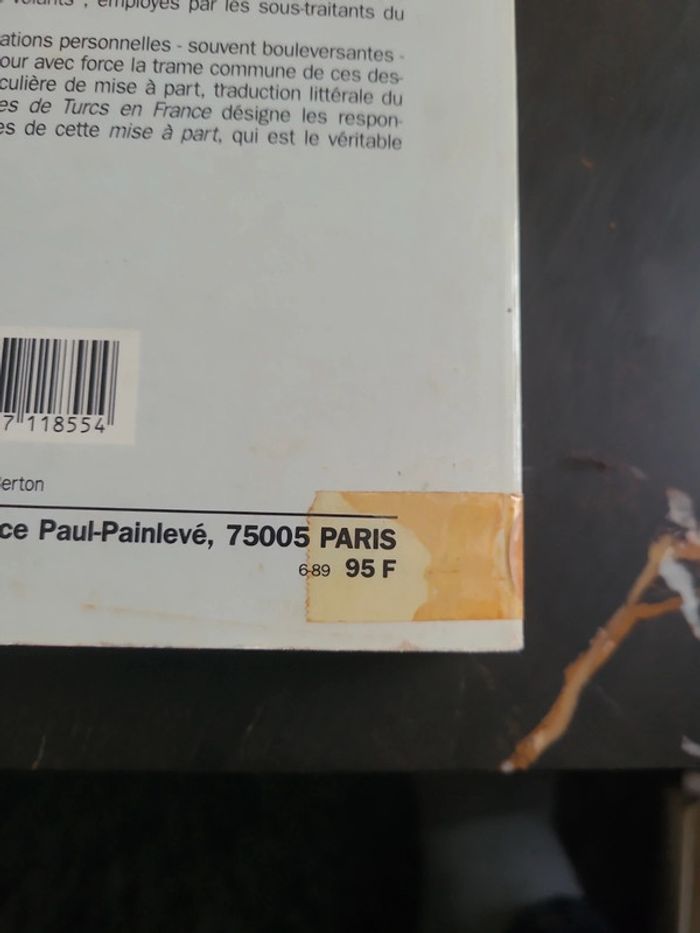 volants", employés par les sous-traitants du
ations personnelles - souvent bouleversantes -
our avec force la trame commune de ces des-
culière de mise à part, traduction littérale du
es de Turcs en France désigne les respon-
es de cette mise à part, qui est le véritable
7 118554
erton
ce Paul-Painlevé, 75005 PARIS
6-89 95 F